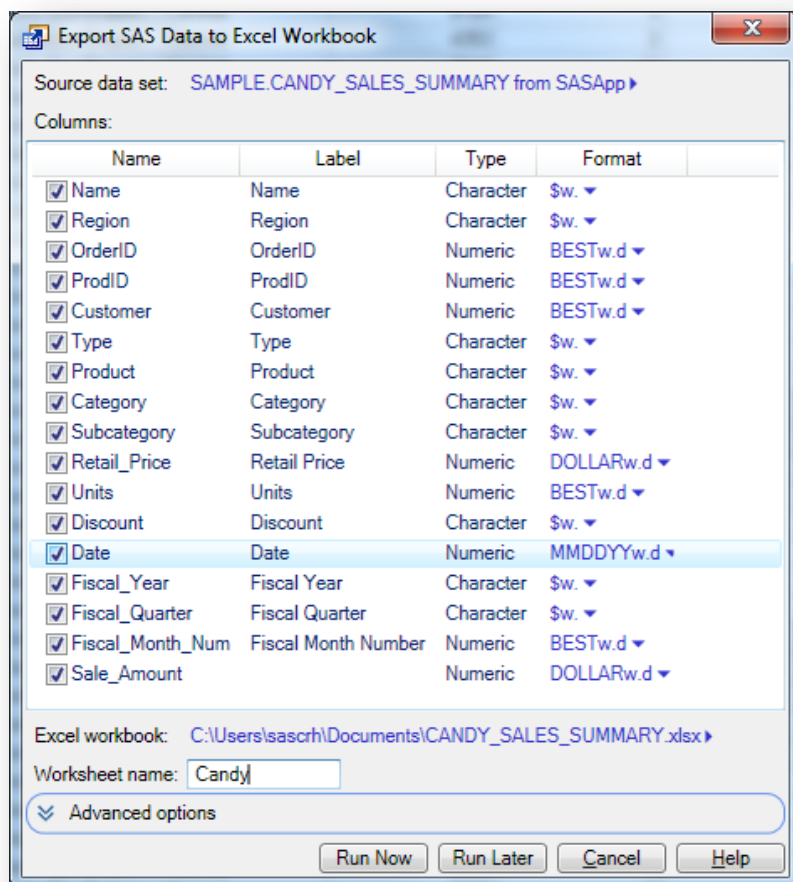 Export SAS Data to Excel Workbook
Source data set: SAMPLE.CANDY_SALES_SUMMARY from SASApp
Columns:
Name Label Type Format
Name Name Character $w.
Region Region Character $w.
OrderID OrderID Numeric BESTw.d
ProdID ProdID Numeric BESTw.d
Customer Customer Numeric BESTw.d
Type Type Character $w.
Product Product Character $w.
Category Category Character $w.
Subcategory Subcategory Character $w.
Retail_Price Retail Price Numeric DOLLARw.d
Units Units Numeric BESTw.d
Discount Discount Character $w.
Date Date Numeric MMDDYYw.d
Fiscal_Year Fiscal Year Character $w.
Fiscal_Quarter Fiscal Quarter Character $w.
Fiscal_Month_Num Fiscal Month Number Numeric BESTw.d
Sale_Amount Numeric DOLLARw.d
Excel workbook: C:\Users\sascrh\Documents\CANDY_SALES_SUMMARY.xlsx
Worksheet name: Candy
Advanced options
Run Now Run Later Cancel Help